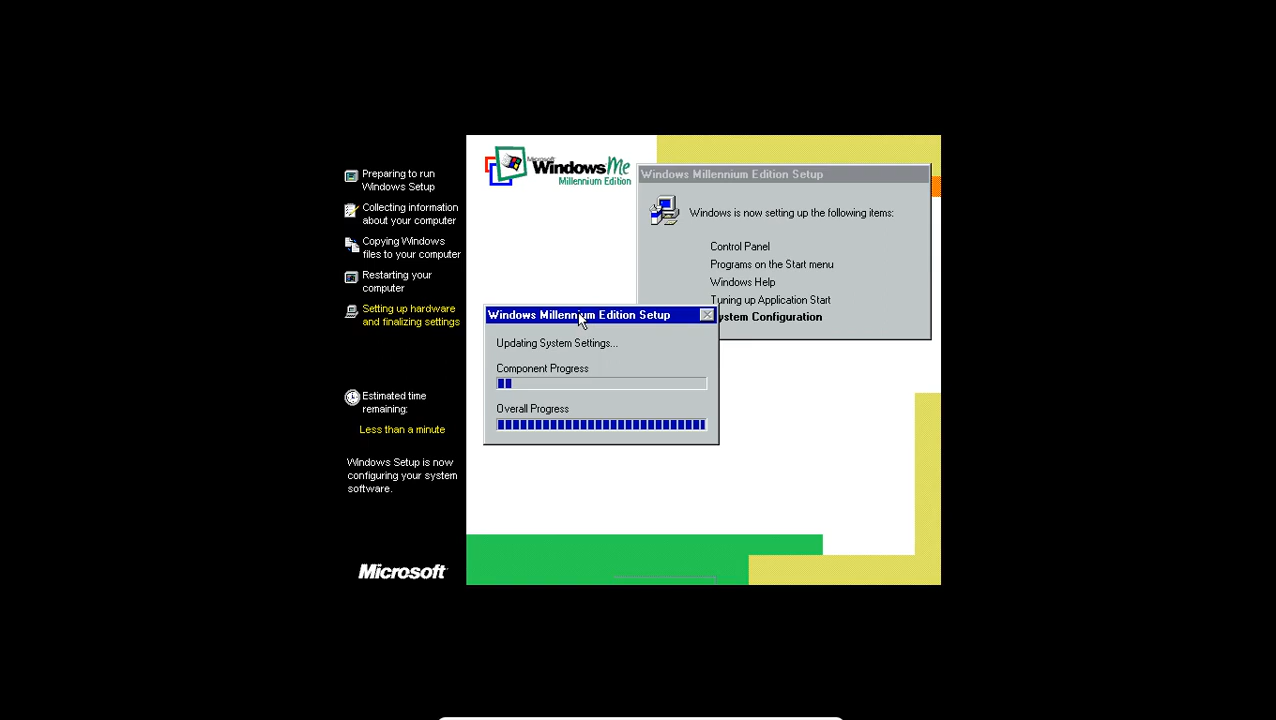 Preparing to run
Windows Setup
Collecting information
about your computer
Copying Windows
files to your computer
Restarting your
computer
Setting up hardware
and finalizing settings
Estimated time
remaining:
Less than a minute
Windows Setup is now
configuring your system
software.
Microsoft
Microsoft
Windows Me
Millennium Edition
Windows Millennium Edition Setup
Windows is now setting up the following items:
Control Panel
Programs on the Start menu
Windows Help
Tuning up Application Start
ystem Configuration
Windows Millennium Edition Setup
Updating System Settings...
Component Progress
Overall Progress